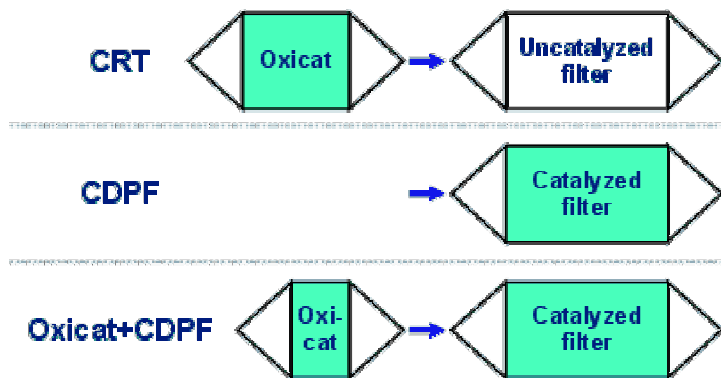 CRT
Oxicat
Uncatalyzed
filter
CDPF
Catalyzed
filter
Oxicat+CDPF
Oxi-
cat
Catalyzed
filter